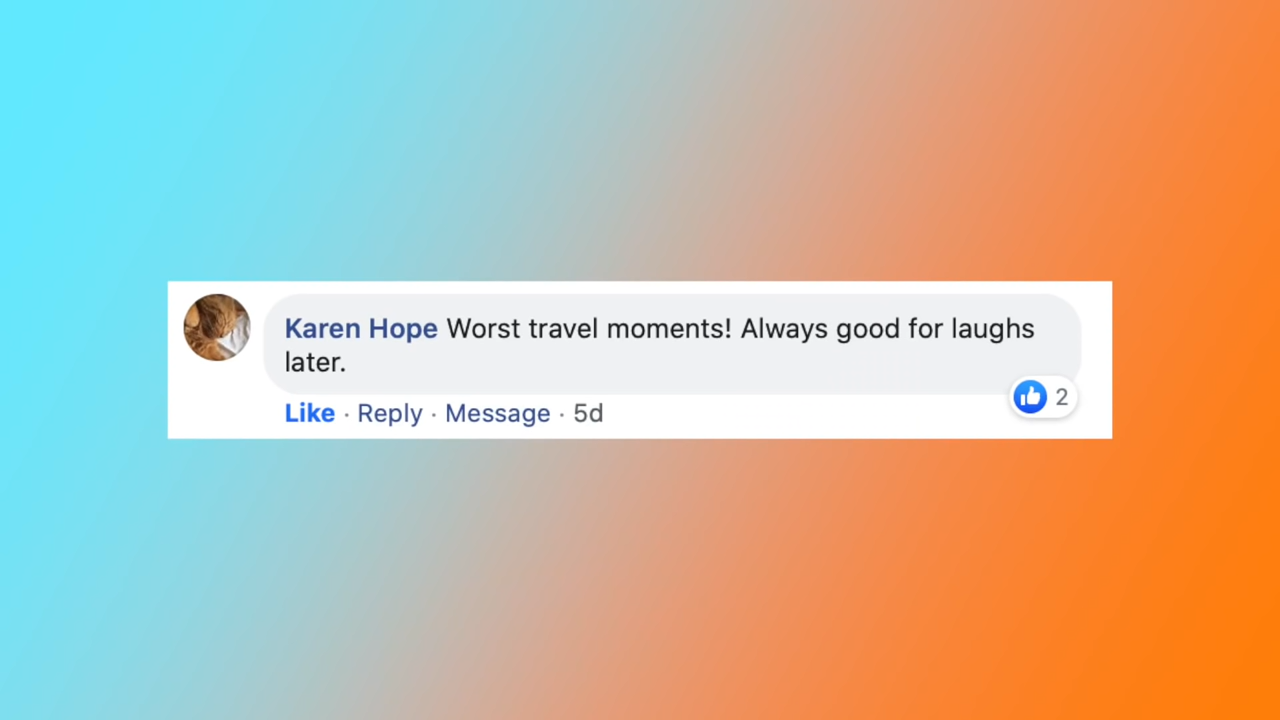 Karen Hope Worst travel moments! Always good for laughs
later.
Like · Reply · Message · 5d
2